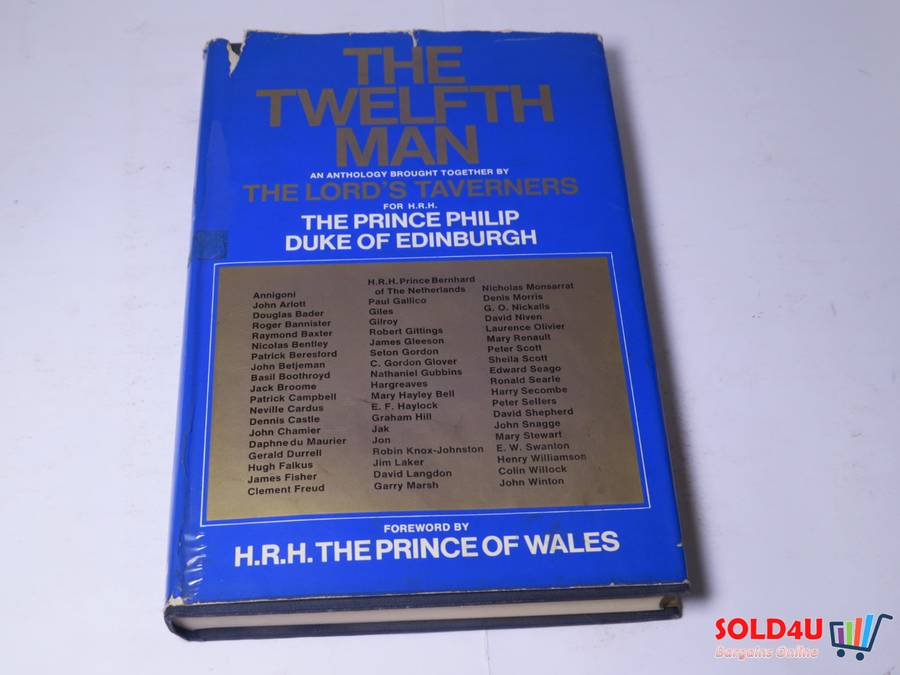 THE
TWELFTH
MAN
AN ANTHOLOGY BROUGHT TOGETHER BY
THE LORD'S TAVERNERS
FOR H.R.H.
THE PRINCE PHILIP
DUKE OF EDINBURGH
Annigoni
John Arlott
Douglas Bader
Roger Bannister
Raymond Baxter
Nicolas Bentley
Patrick Beresford
John Betjeman
Basil Boothroyd
Jack Broome
Patrick Campbell
Neville Cardus
Dennis Castle
John Chamier
Daphne du Maurier
Gerald Durrell
Hugh Falkus
James Fisher
Clement Freud
H.R.H. Prince Bernhard
of The Netherlands
Paul Gallico
Giles
Gilroy
Robert Gittings
James Gleeson
Seton Gordon
C. Gordon Glover
Nathaniel Gubbins
Hargreaves
Mary Hayley Bell
E. F. Haylock
Graham Hill
Jak
Jon
Robin Knox-Johnston
Jim Laker
David Langdon
Garry Marsh
Nicholas Monsarrat
Denis Morris
G. O. Nickalls
David Niven
Laurence Olivier
Mary Renault
Peter Scott
Sheila Scott
Edward Seago
Ronald Searle
Harry Secombe
Peter Sellers
David Shepherd
John Snagge
Mary Stewart
E. W. Swanton
Henry Williamson
Colin Willock
John Winton
FOREWORD BY
H.R.H. THE PRINCE OF WALES
SOLD4U
Bargains Online